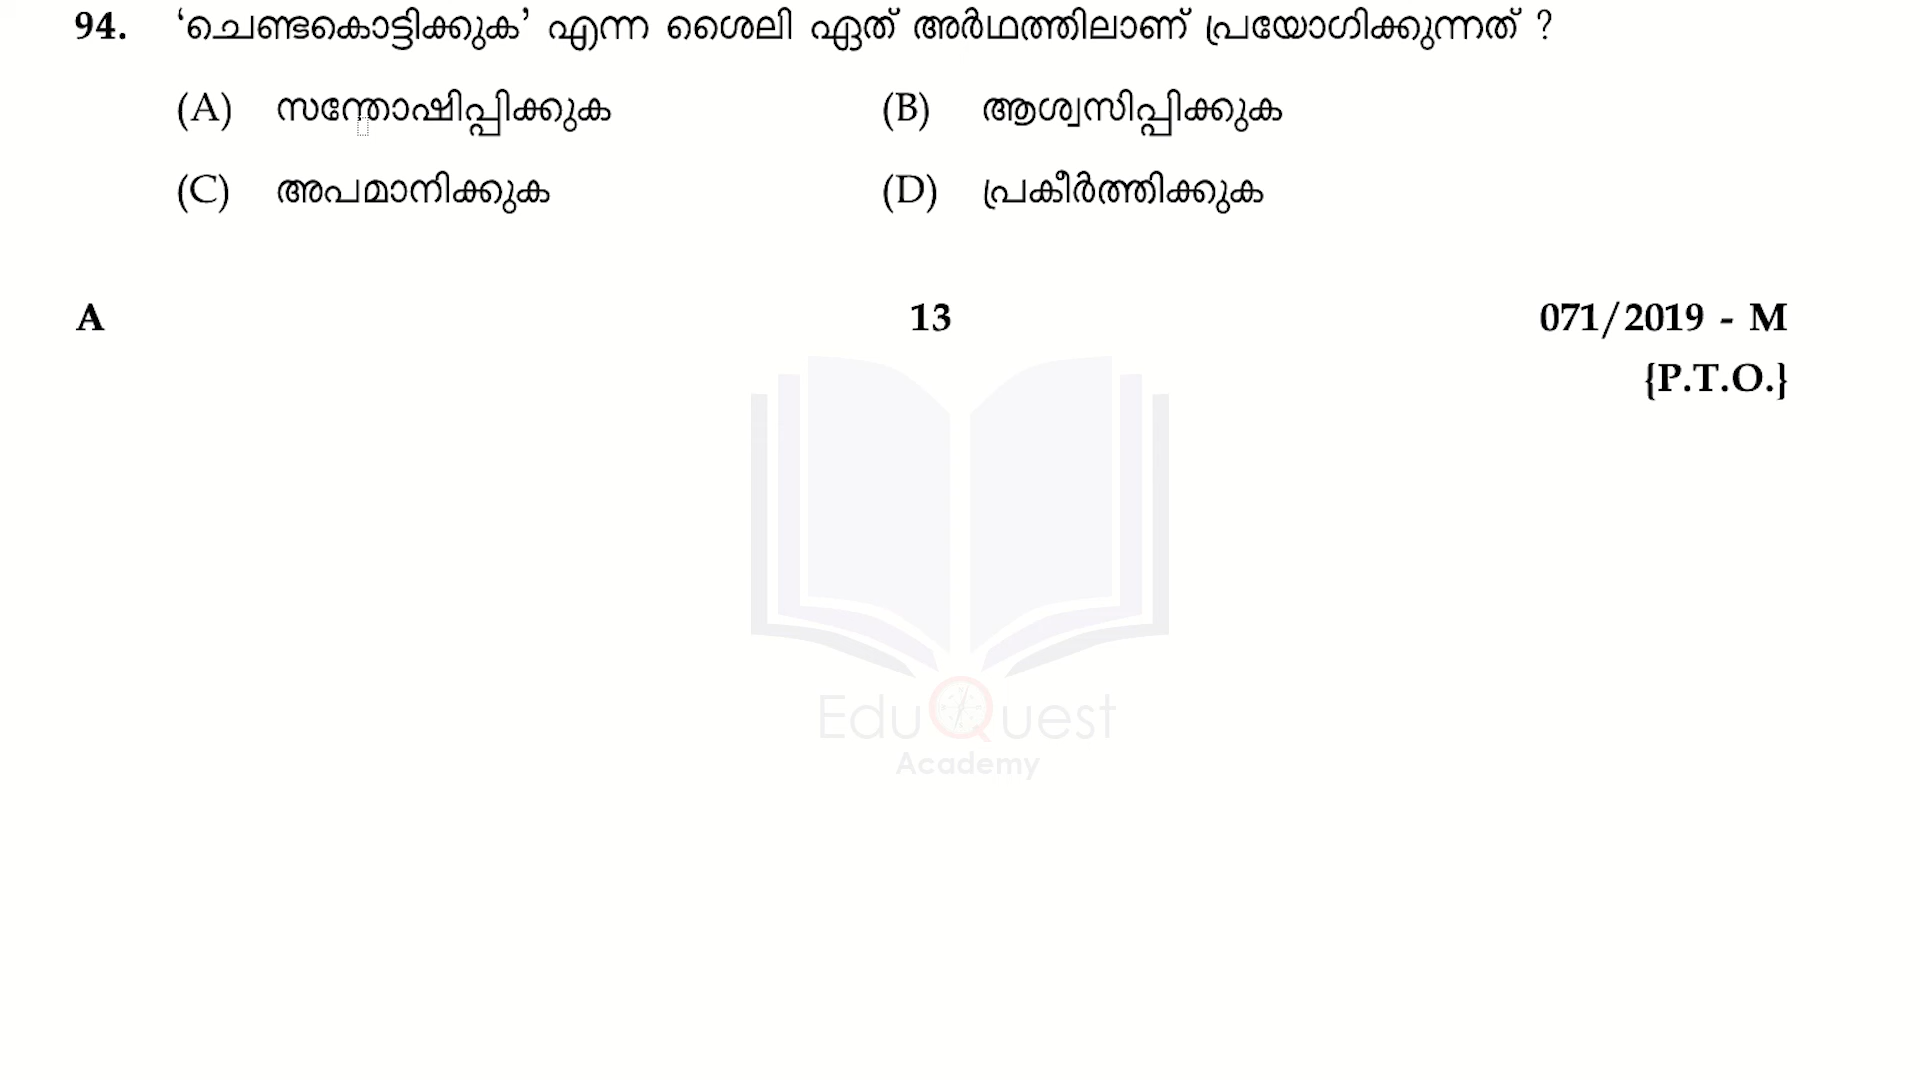 94. ‘ചെണ്ടകൊട്ടിക്കുക’ എന്ന ശൈലി ഏത് അർഥത്തിലാണ് പ്രയോഗിക്കുന്നത് ?
(A) സന്തോഷിപ്പിക്കുക (B) ആശ്വസിപ്പിക്കുക
(C) അപമാനിക്കുക (D) പ്രകീർത്തിക്കുക
A 13 071/2019 - M
{P.T.O.}
EduQuest
Academy